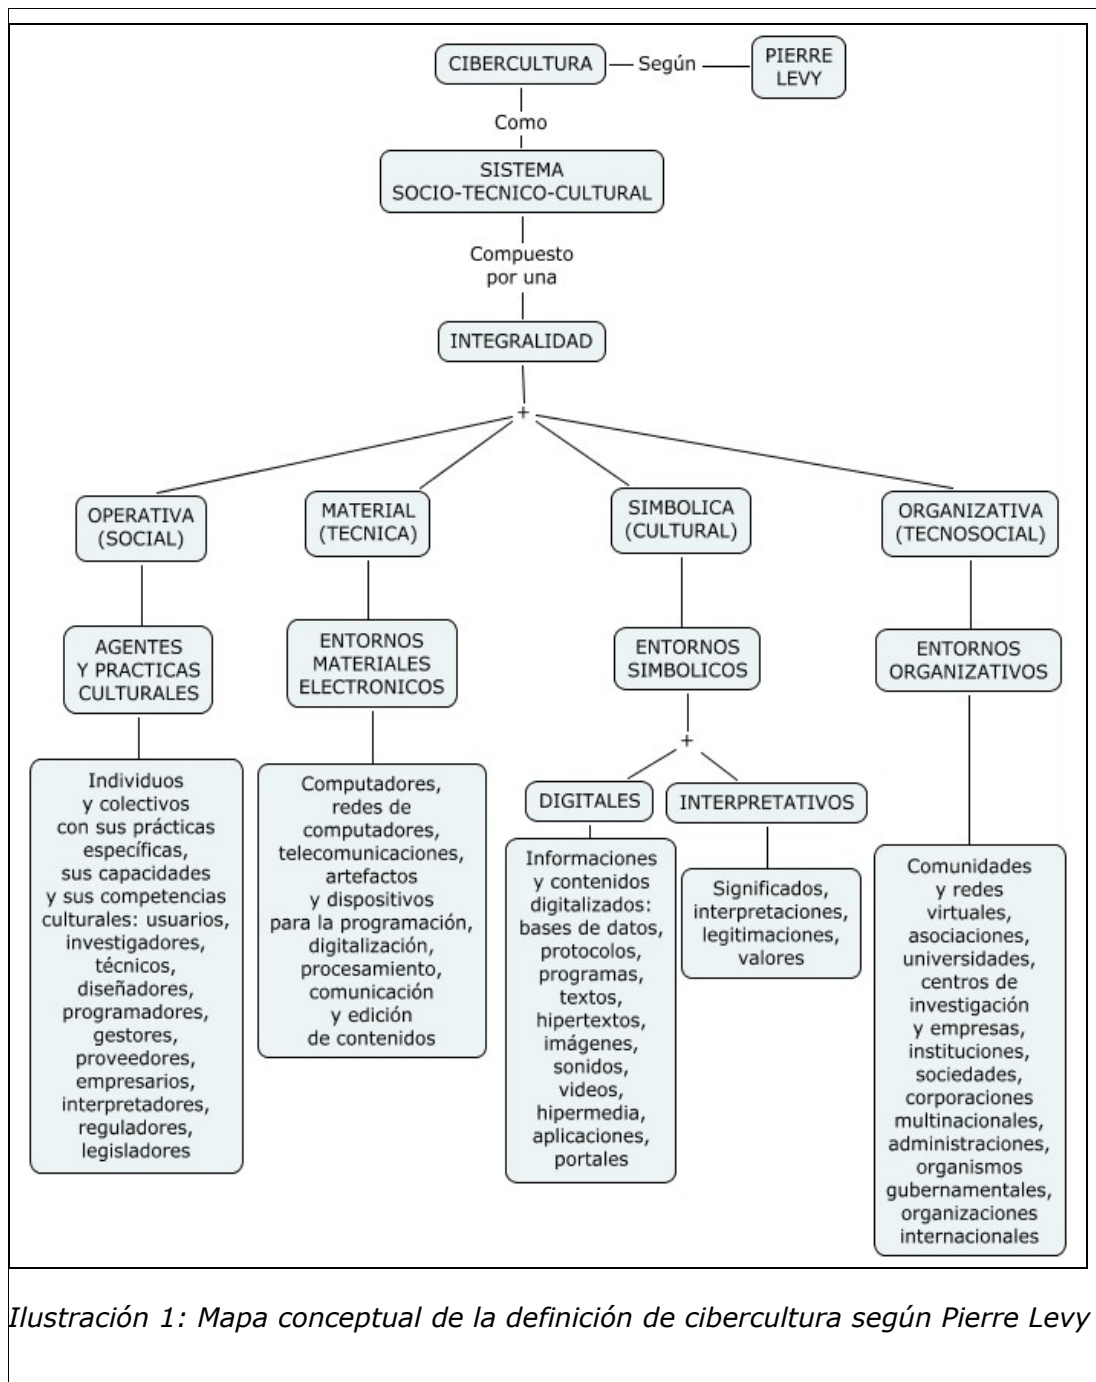 CIBERCULTURA
Según
PIERRE
LEVY
Como
SISTEMA
SOCIO-TECNICO-CULTURAL
Compuesto
por una
INTEGRALIDAD
+
OPERATIVA
(SOCIAL)
AGENTES
Y PRACTICAS
CULTURALES
Individuos
y colectivos
con sus prácticas
específicas,
sus capacidades
y sus competencias
culturales: usuarios,
investigadores,
técnicos,
diseñadores,
programadores,
gestores,
proveedores,
empresarios,
interpretadores,
reguladores,
legisladores
MATERIAL
(TECNICA)
ENTORNOS
MATERIALES
ELECTRONICOS
Computadores,
redes de
computadores,
telecomunicaciones,
artefactos
y dispositivos
para la programación,
digitalización,
procesamiento,
comunicación
y edición
de contenidos
SIMBOLICA
(CULTURAL)
ENTORNOS
SIMBOLICOS
+
DIGITALES
Informaciones
y contenidos
digitalizados:
bases de datos,
protocolos,
programas,
textos,
hipertextos,
imágenes,
sonidos,
videos,
hipermedia,
aplicaciones,
portales
INTERPRETATIVOS
Significados,
interpretaciones,
legitimaciones,
valores
ORGANIZATIVA
(TECNOSOCIAL)
ENTORNOS
ORGANIZATIVOS
Comunidades
y redes
virtuales,
asociaciones,
universidades,
centros de
investigación
y empresas,
instituciones,
sociedades,
corporaciones
multinacionales,
administraciones,
organismos
gubernamentales,
organizaciones
internacionales
Ilustración 1: Mapa conceptual de la definición de cibercultura según Pierre Levy